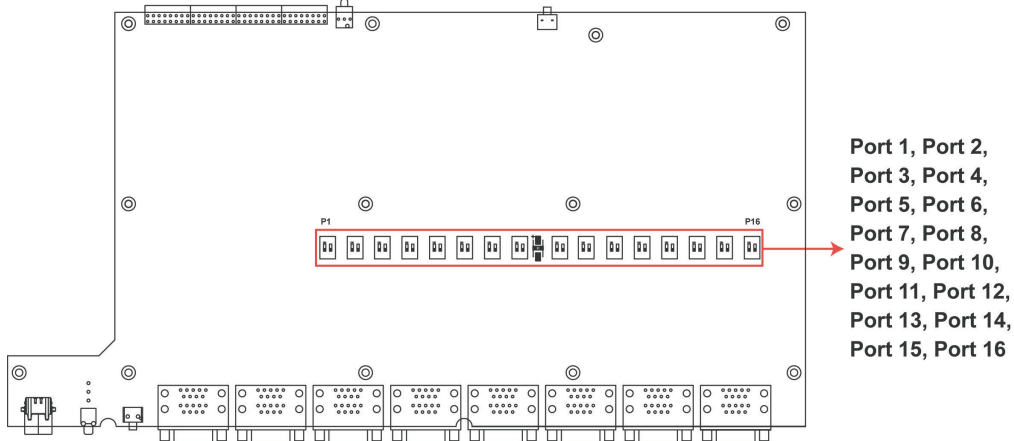 P1
P16
Port 1, Port 2,
Port 3, Port 4,
Port 5, Port 6,
Port 7, Port 8,
Port 9, Port 10,
Port 11, Port 12,
Port 13, Port 14,
Port 15, Port 16